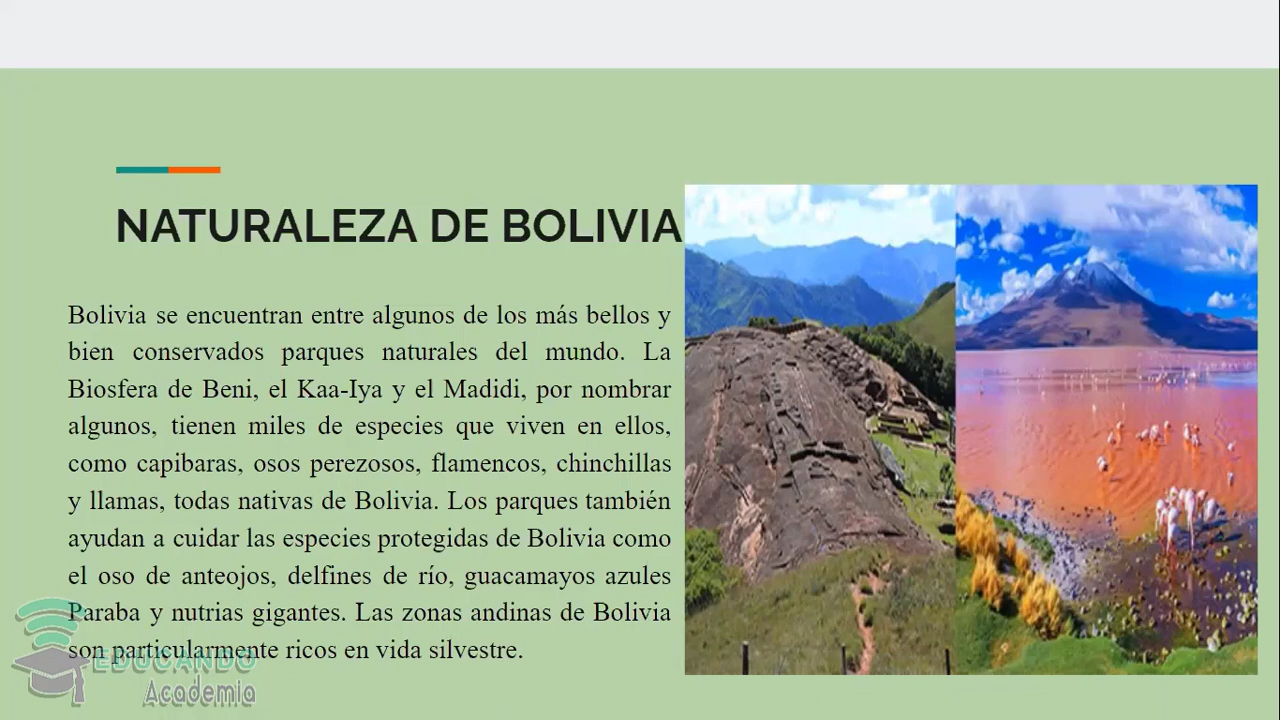 NATURALEZA DE BOLIVIA
Bolivia se encuentran entre algunos de los más bellos y
bien conservados parques naturales del mundo. La
Biosfera de Beni, el Kaa-Iya y el Madidi, por nombrar
algunos, tienen miles de especies que viven en ellos,
como capibaras, osos perezosos, flamencos, chinchillas
y llamas, todas nativas de Bolivia. Los parques también
ayudan a cuidar las especies protegidas de Bolivia como
el oso de anteojos, delfines de río, guacamayos azules
Paraba y nutrias gigantes. Las zonas andinas de Bolivia
son particularmente ricos en vida silvestre.
EDUCANDO
Academia